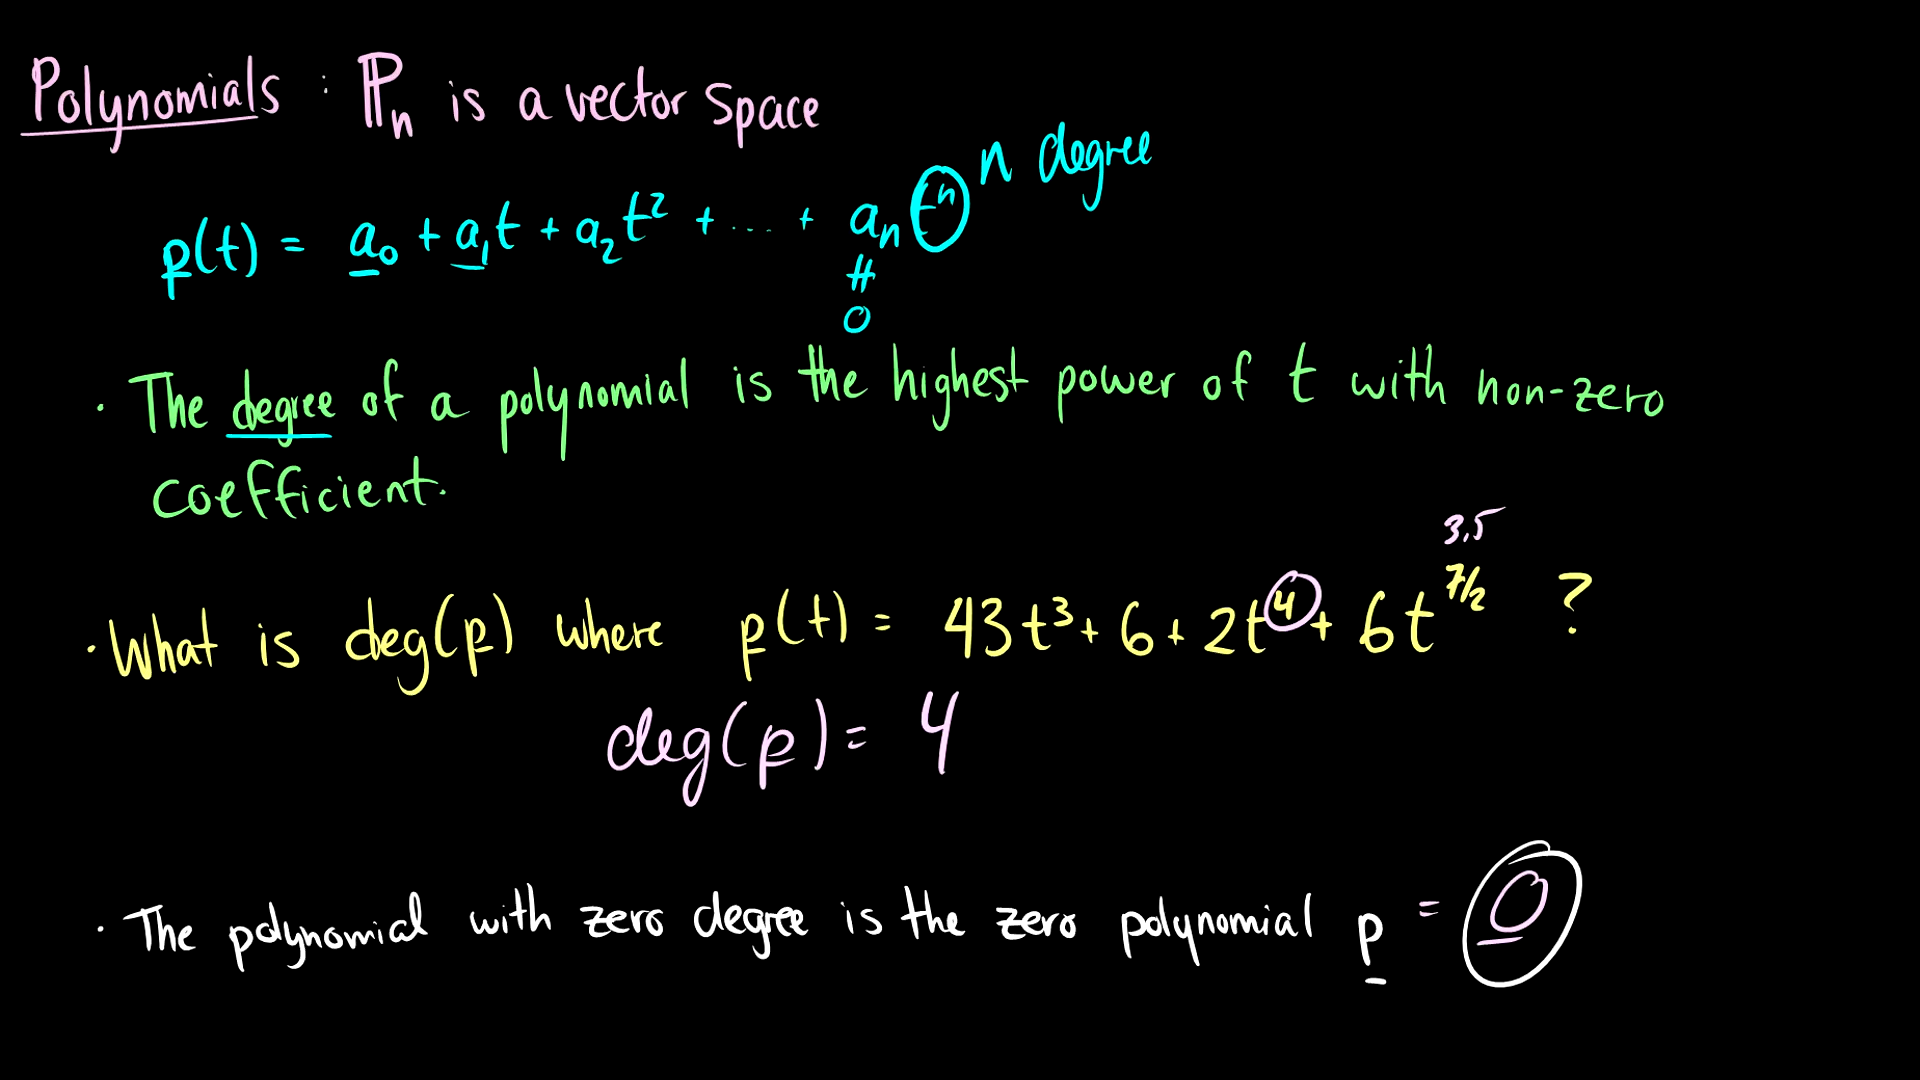 Polynomials : ℙn is a vector space
n degree
p(t) = a₀ + a₁t + a₂t² + ... + aₙtⁿ
≠
0
· The degree of a polynomial is the highest power of t with non-zero
coefficient.
3.5
· What is deg(p) where p(t) = 43t³ + 6 + 2t⁴ + 6t^7/2 ?
deg(p) = 4
· The polynomial with zero degree is the zero polynomial p = 0